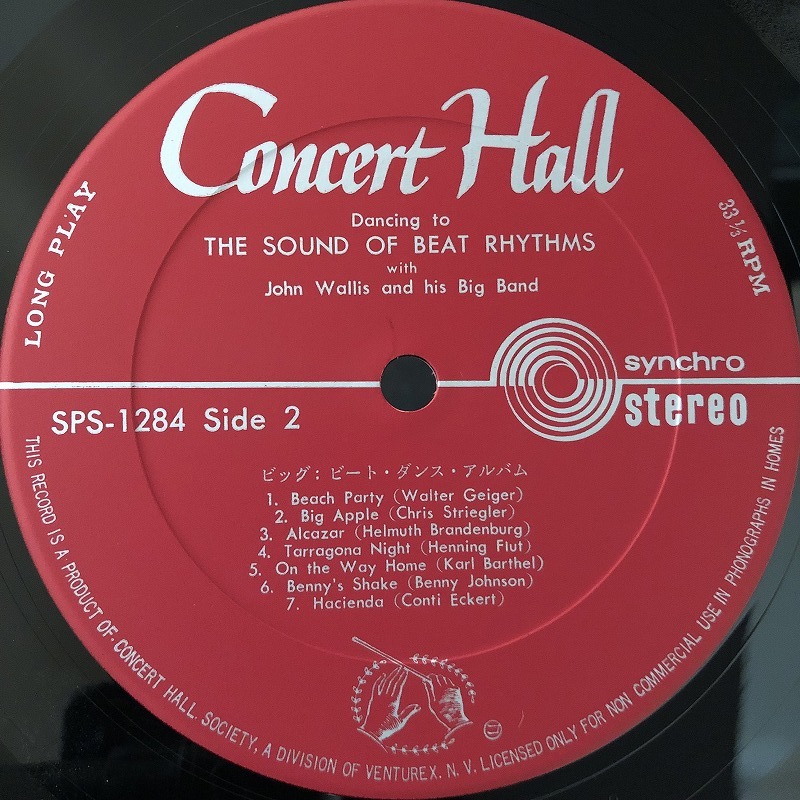 Concert Hall
Dancing to
THE SOUND OF BEAT RHYTHMS
with
John Wallis and his Big Band
LONG PLAY
33 1/3 RPM
synchro
stereo
SPS-1284 Side 2
ビッグ; ビート・ダンス・アルバム
1. Beach Party (Walter Geiger)
2. Big Apple (Chris Striegler)
3. Alcazar (Helmuth Brandenburg)
4. Tarragona Night (Henning Flut)
5. On the Way Home (Karl Barthel)
6. Benny's Shake (Benny Johnson)
7. Hacienda (Conti Eckert)
THIS RECORD IS A PRODUCT OF: CONCERT HALL SOCIETY, A DIVISION OF VENTUREX. N. V. LICENSED ONLY FOR NON COMMERCIAL USE IN PHONOGRAPHS IN HOMES